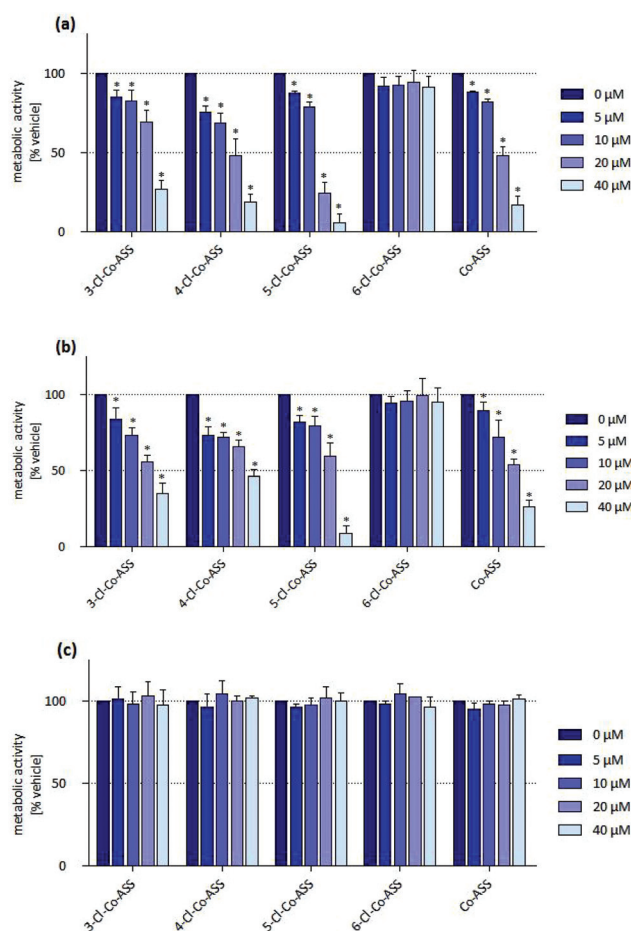 (a)
metabolic activity
[% vehicle]
100
50
0
* * * *
* * * *
* * * *
* * * *
3-Cl-Co-ASS
4-Cl-Co-ASS
5-Cl-Co-ASS
6-Cl-Co-ASS
Co-ASS
0 µM
5 µM
10 µM
20 µM
40 µM
(b)
metabolic activity
[% vehicle]
100
50
0
* * * *
* * * *
* * * *
* * * *
3-Cl-Co-ASS
4-Cl-Co-ASS
5-Cl-Co-ASS
6-Cl-Co-ASS
Co-ASS
0 µM
5 µM
10 µM
20 µM
40 µM
(c)
metabolic activity
[% vehicle]
100
50
0
3-Cl-Co-ASS
4-Cl-Co-ASS
5-Cl-Co-ASS
6-Cl-Co-ASS
Co-ASS
0 µM
5 µM
10 µM
20 µM
40 µM